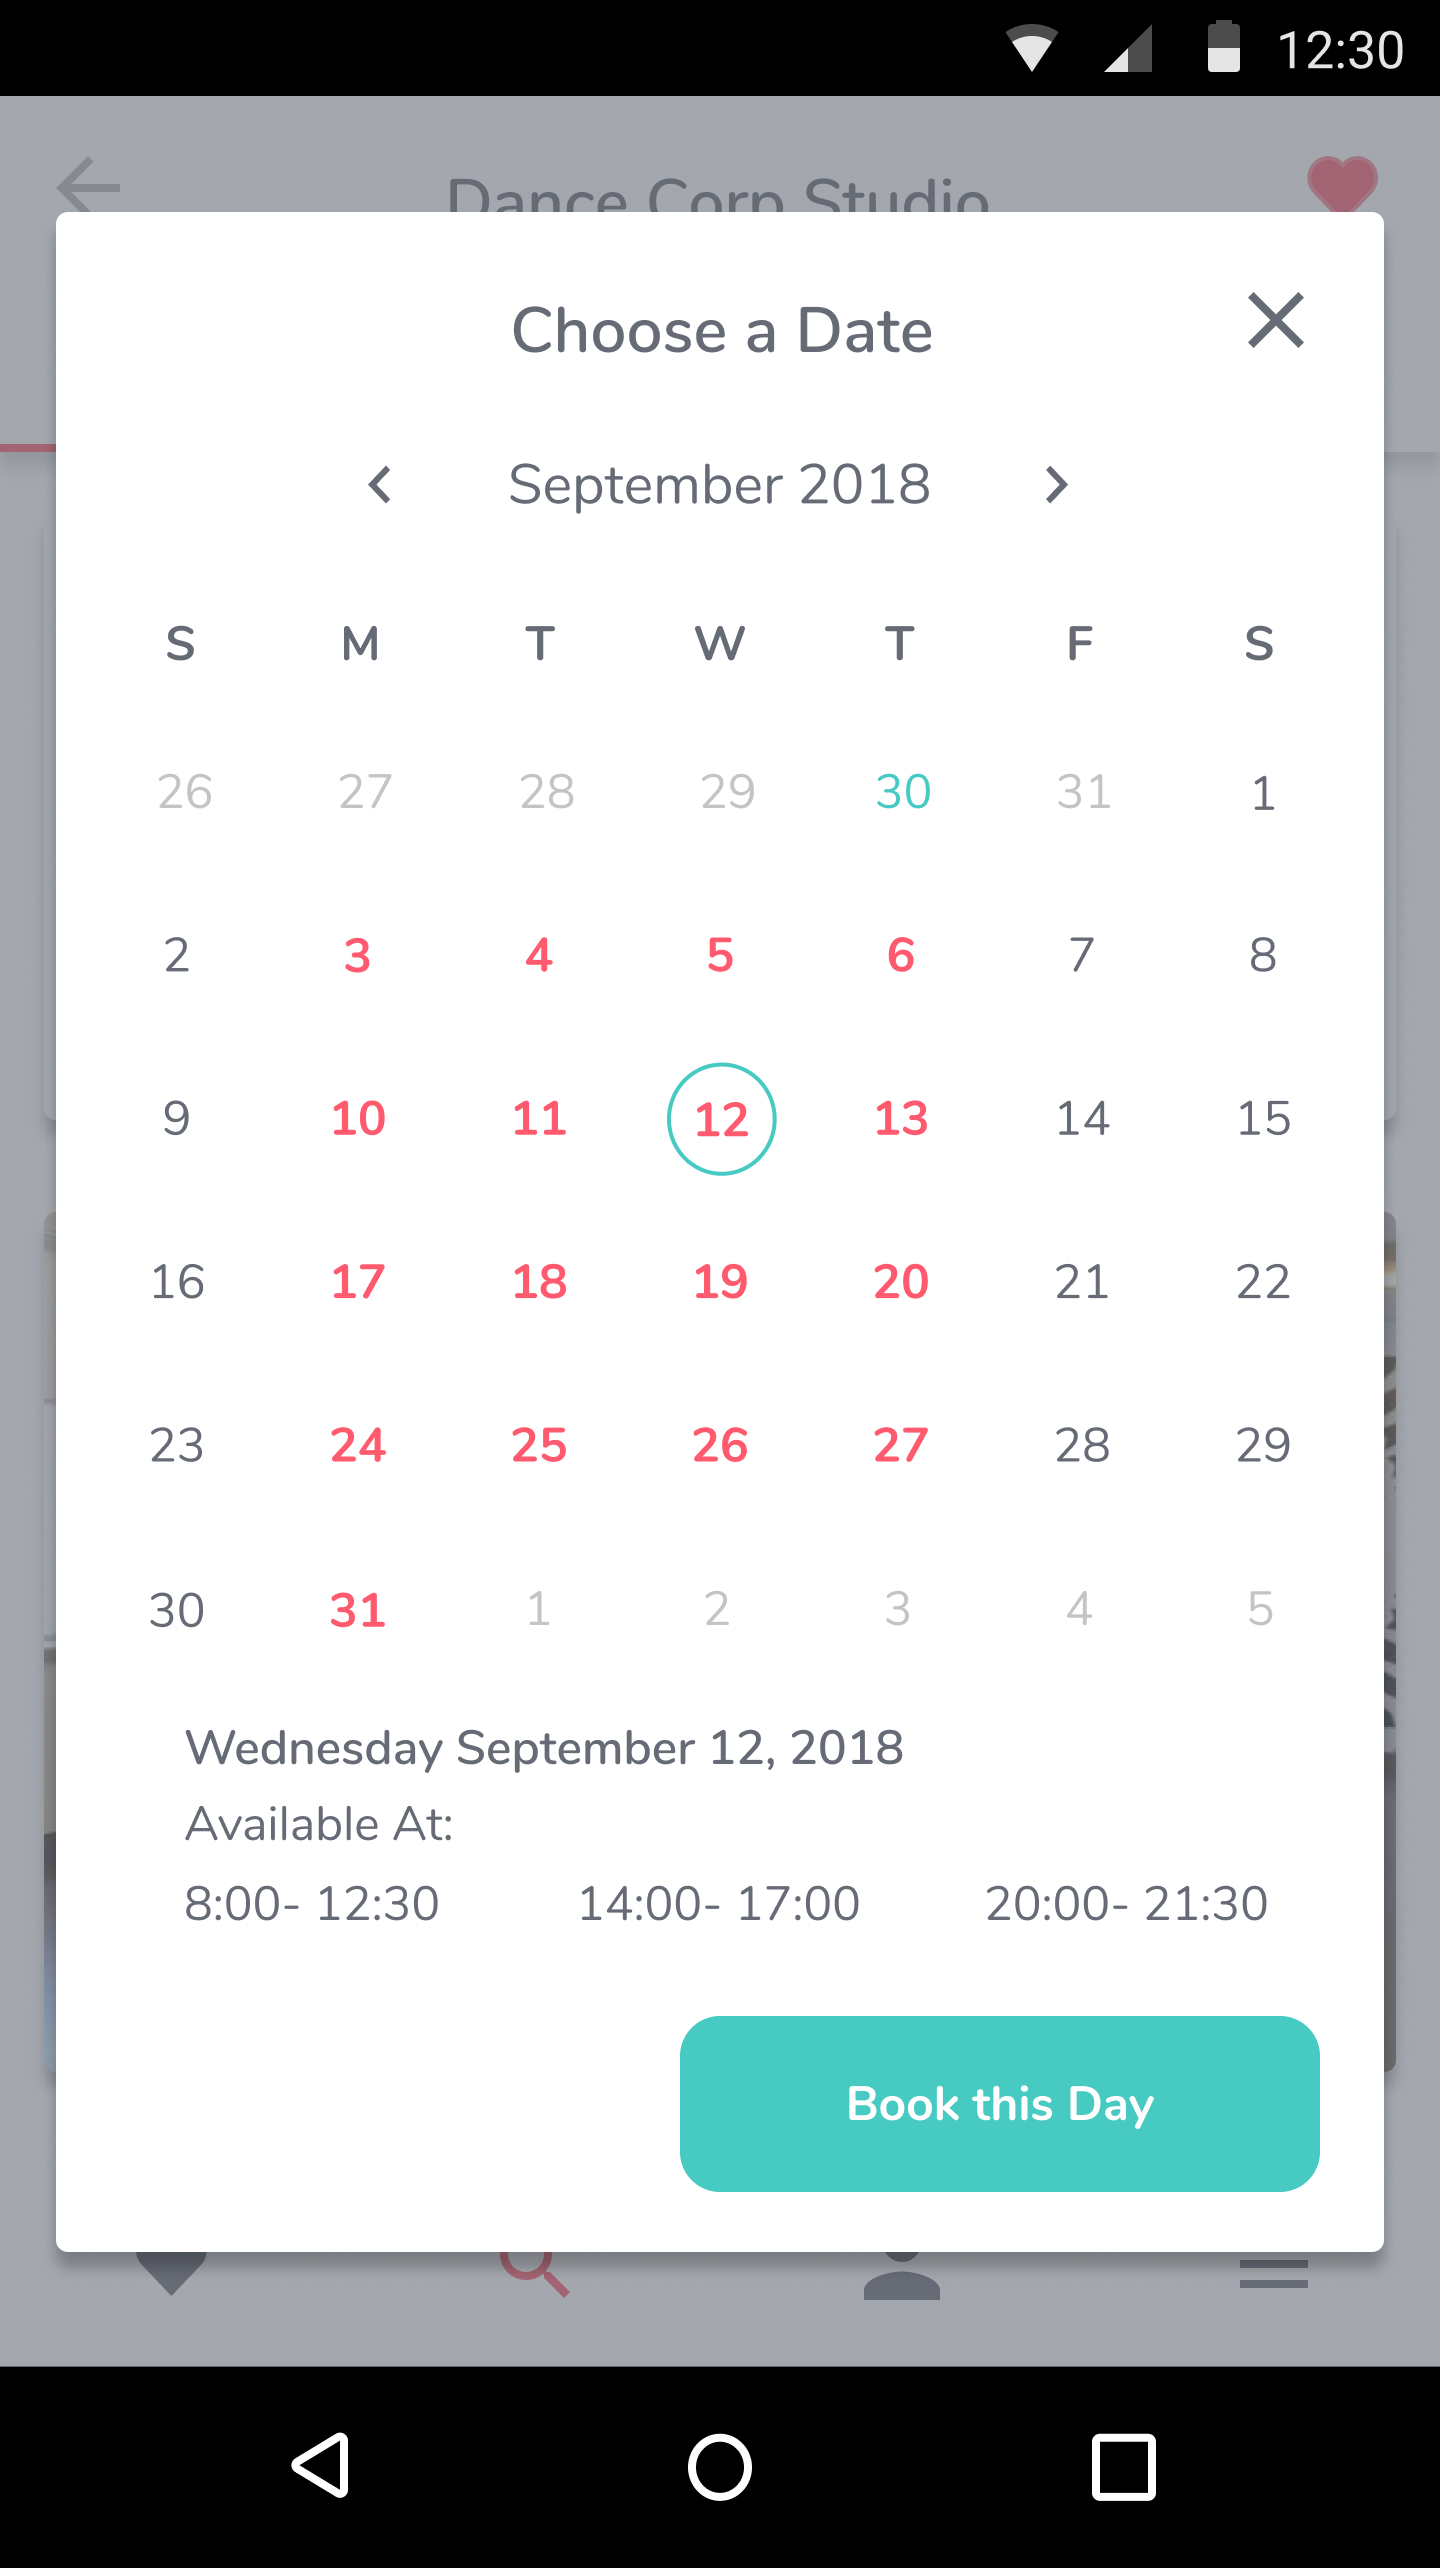 12:30
Dance Corp Studio
Choose a Date
September 2018
S M T W T F S
26 27 28 29 30 31 1
2 3 4 5 6 7 8
9 10 11 12 13 14 15
16 17 18 19 20 21 22
23 24 25 26 27 28 29
30 31 1 2 3 4 5
Wednesday September 12, 2018
Available At:
8:00- 12:30 14:00- 17:00 20:00- 21:30
Book this Day